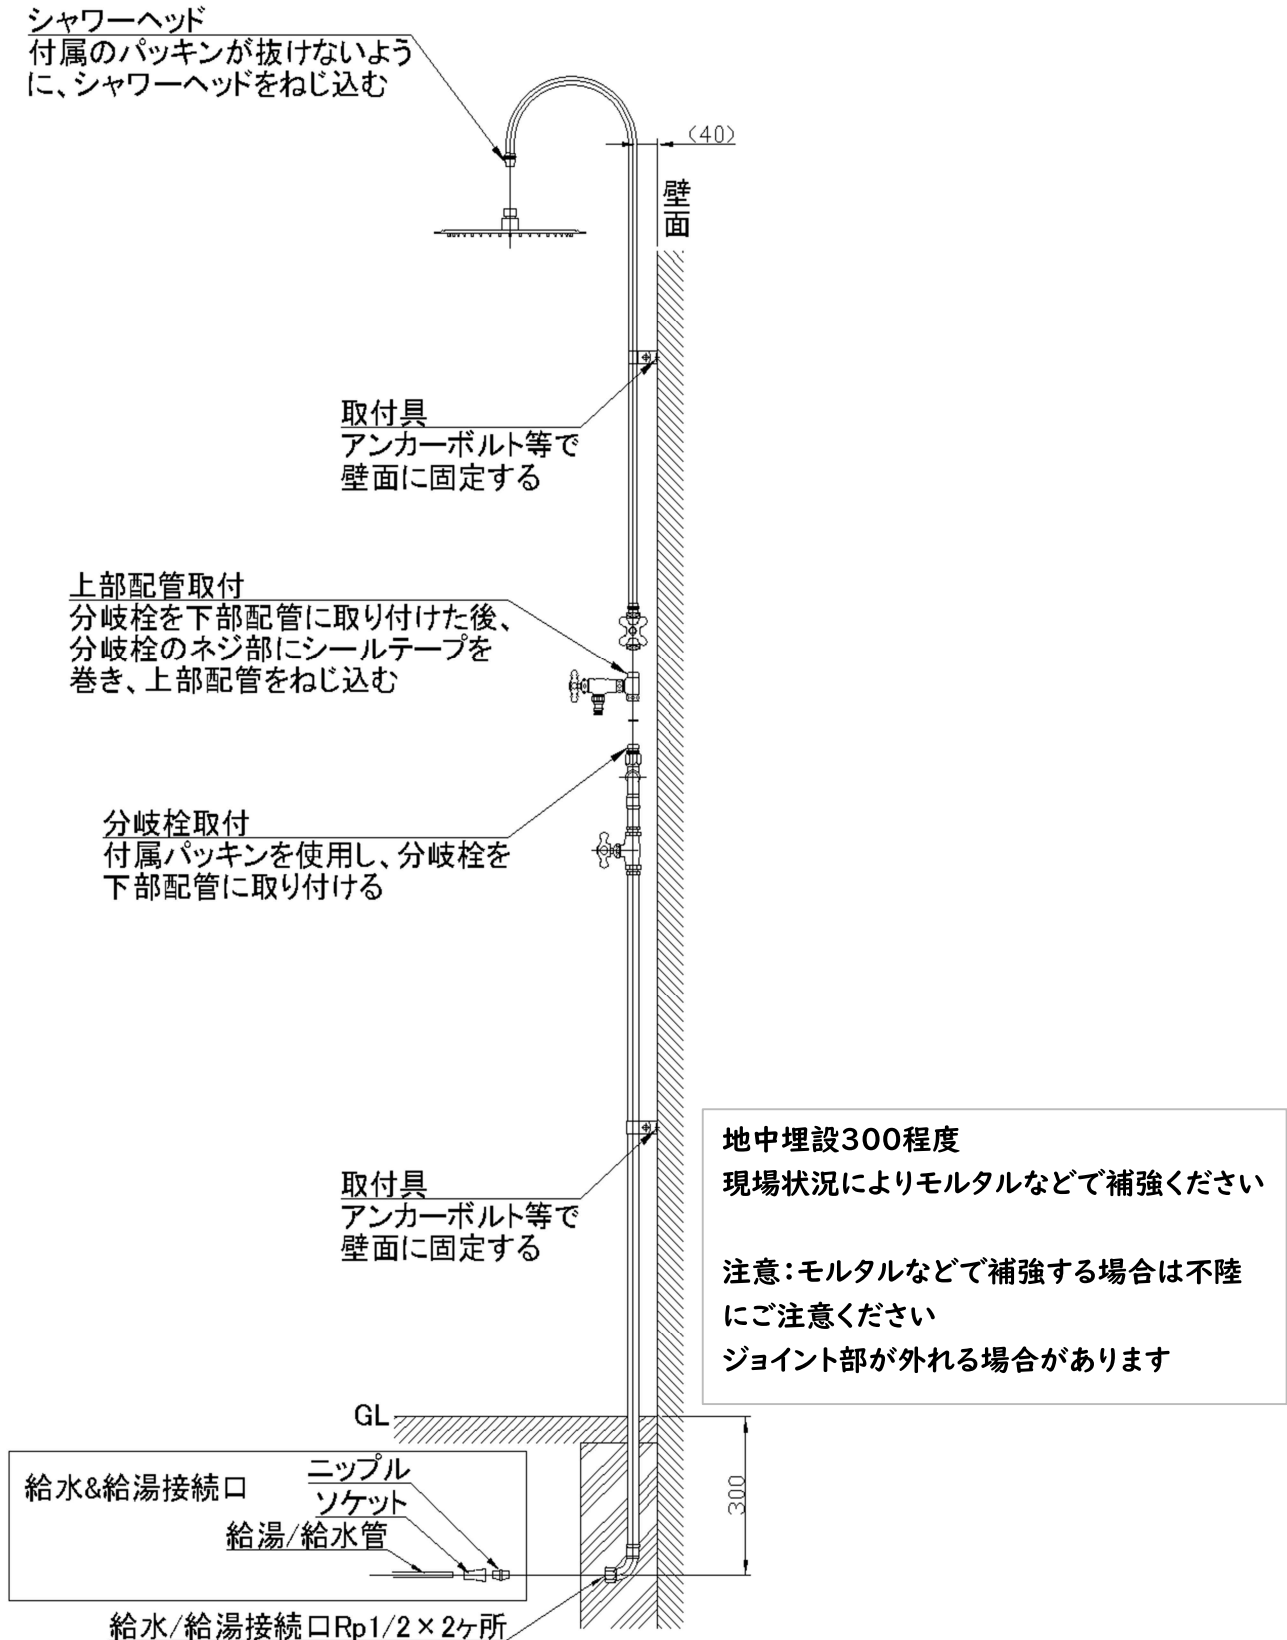 シャワーヘッド
付属のパッキンが抜けないよう
に、シャワーヘッドをねじ込む
(40)
壁
面
取付具
アンカーボルト等で
壁面に固定する
上部配管取付
分岐栓を下部配管に取り付けた後、
分岐栓のネジ部にシールテープを
巻き、上部配管をねじ込む
分岐栓取付
付属パッキンを使用し、分岐栓を
下部配管に取り付ける
取付具
アンカーボルト等で
壁面に固定する
地中埋設300程度
現場状況によりモルタルなどで補強ください
注意:モルタルなどで補強する場合は不陸
にご注意ください
ジョイント部が外れる場合があります
GL
300
給水&給湯接続口
ニップル
ソケット
給湯/給水管
給水/給湯接続口Rp1/2×2ヶ所